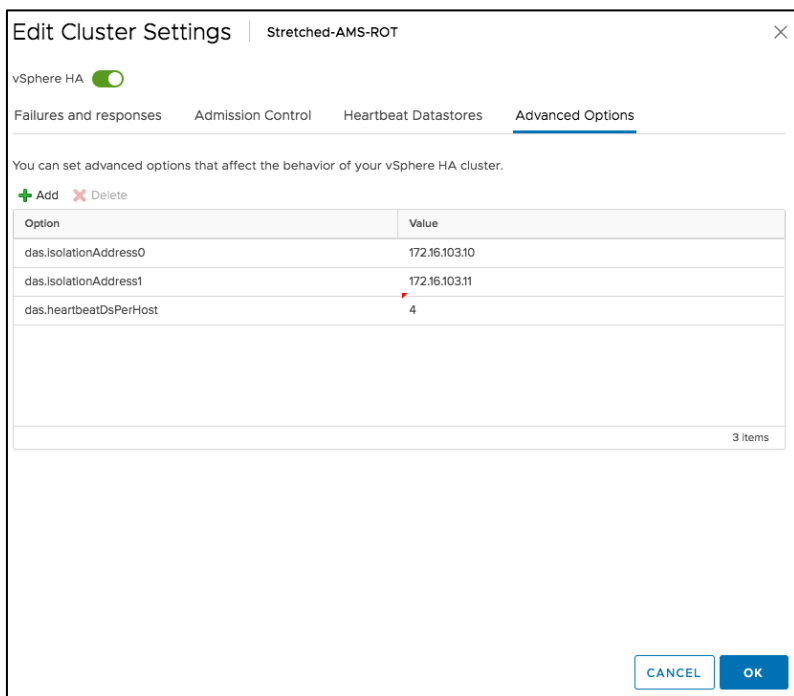 Edit Cluster Settings Stretched-AMS-ROT
vSphere HA
Failures and responses Admission Control Heartbeat Datastores Advanced Options
You can set advanced options that affect the behavior of your vSphere HA cluster.
Add Delete
Option Value
das.isolationAddress0 172.16.103.10
das.isolationAddress1 172.16.103.11
das.heartbeatDsPerHost 4
3 items
CANCEL OK